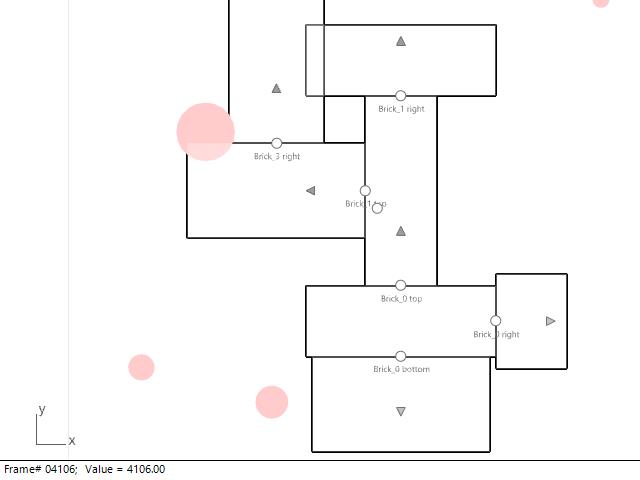 Brick_1 right
Brick_3 right
Brick_1 top
Brick_0 top
Brick_0 right
Brick_0 bottom
y
x
Frame# 04106; Value = 4106.00